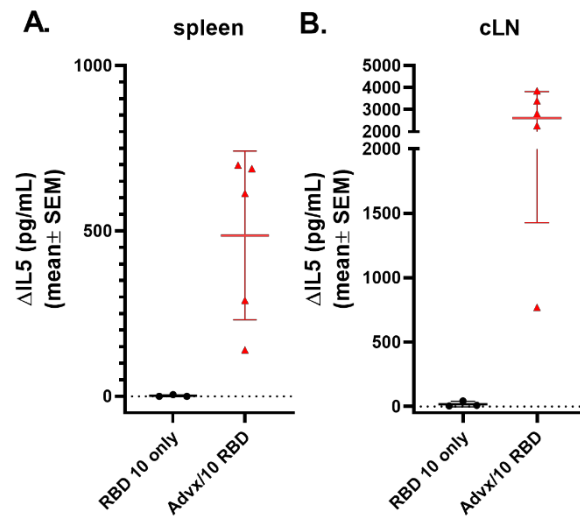 A.
spleen
ΔIL5 (pg/mL)
(mean± SEM)
1000
500
0
RBD 10 only
Advx/10 RBD
B.
cLN
ΔIL5 (pg/mL)
(mean± SEM)
5000
4000
3000
2000
2000
1500
1000
500
0
RBD 10 only
Advx/10 RBD